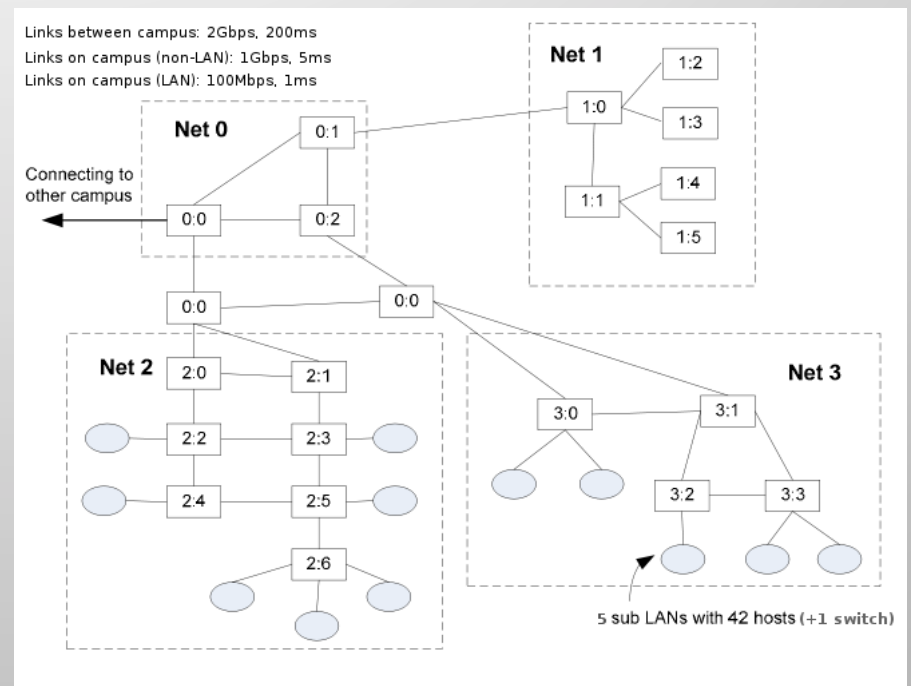 Links between campus: 2Gbps, 200ms
Links on campus (non-LAN): 1Gbps, 5ms
Links on campus (LAN): 100Mbps, 1ms
Net 0
0:1
Connecting to
other campus
0:0
0:2
Net 1
1:0
1:2
1:3
1:1
1:4
1:5
0:0
0:0
Net 2
2:0
2:1
2:2
2:3
2:4
2:5
2:6
Net 3
3:0
3:1
3:2
3:3
5 sub LANs with 42 hosts (+1 switch)